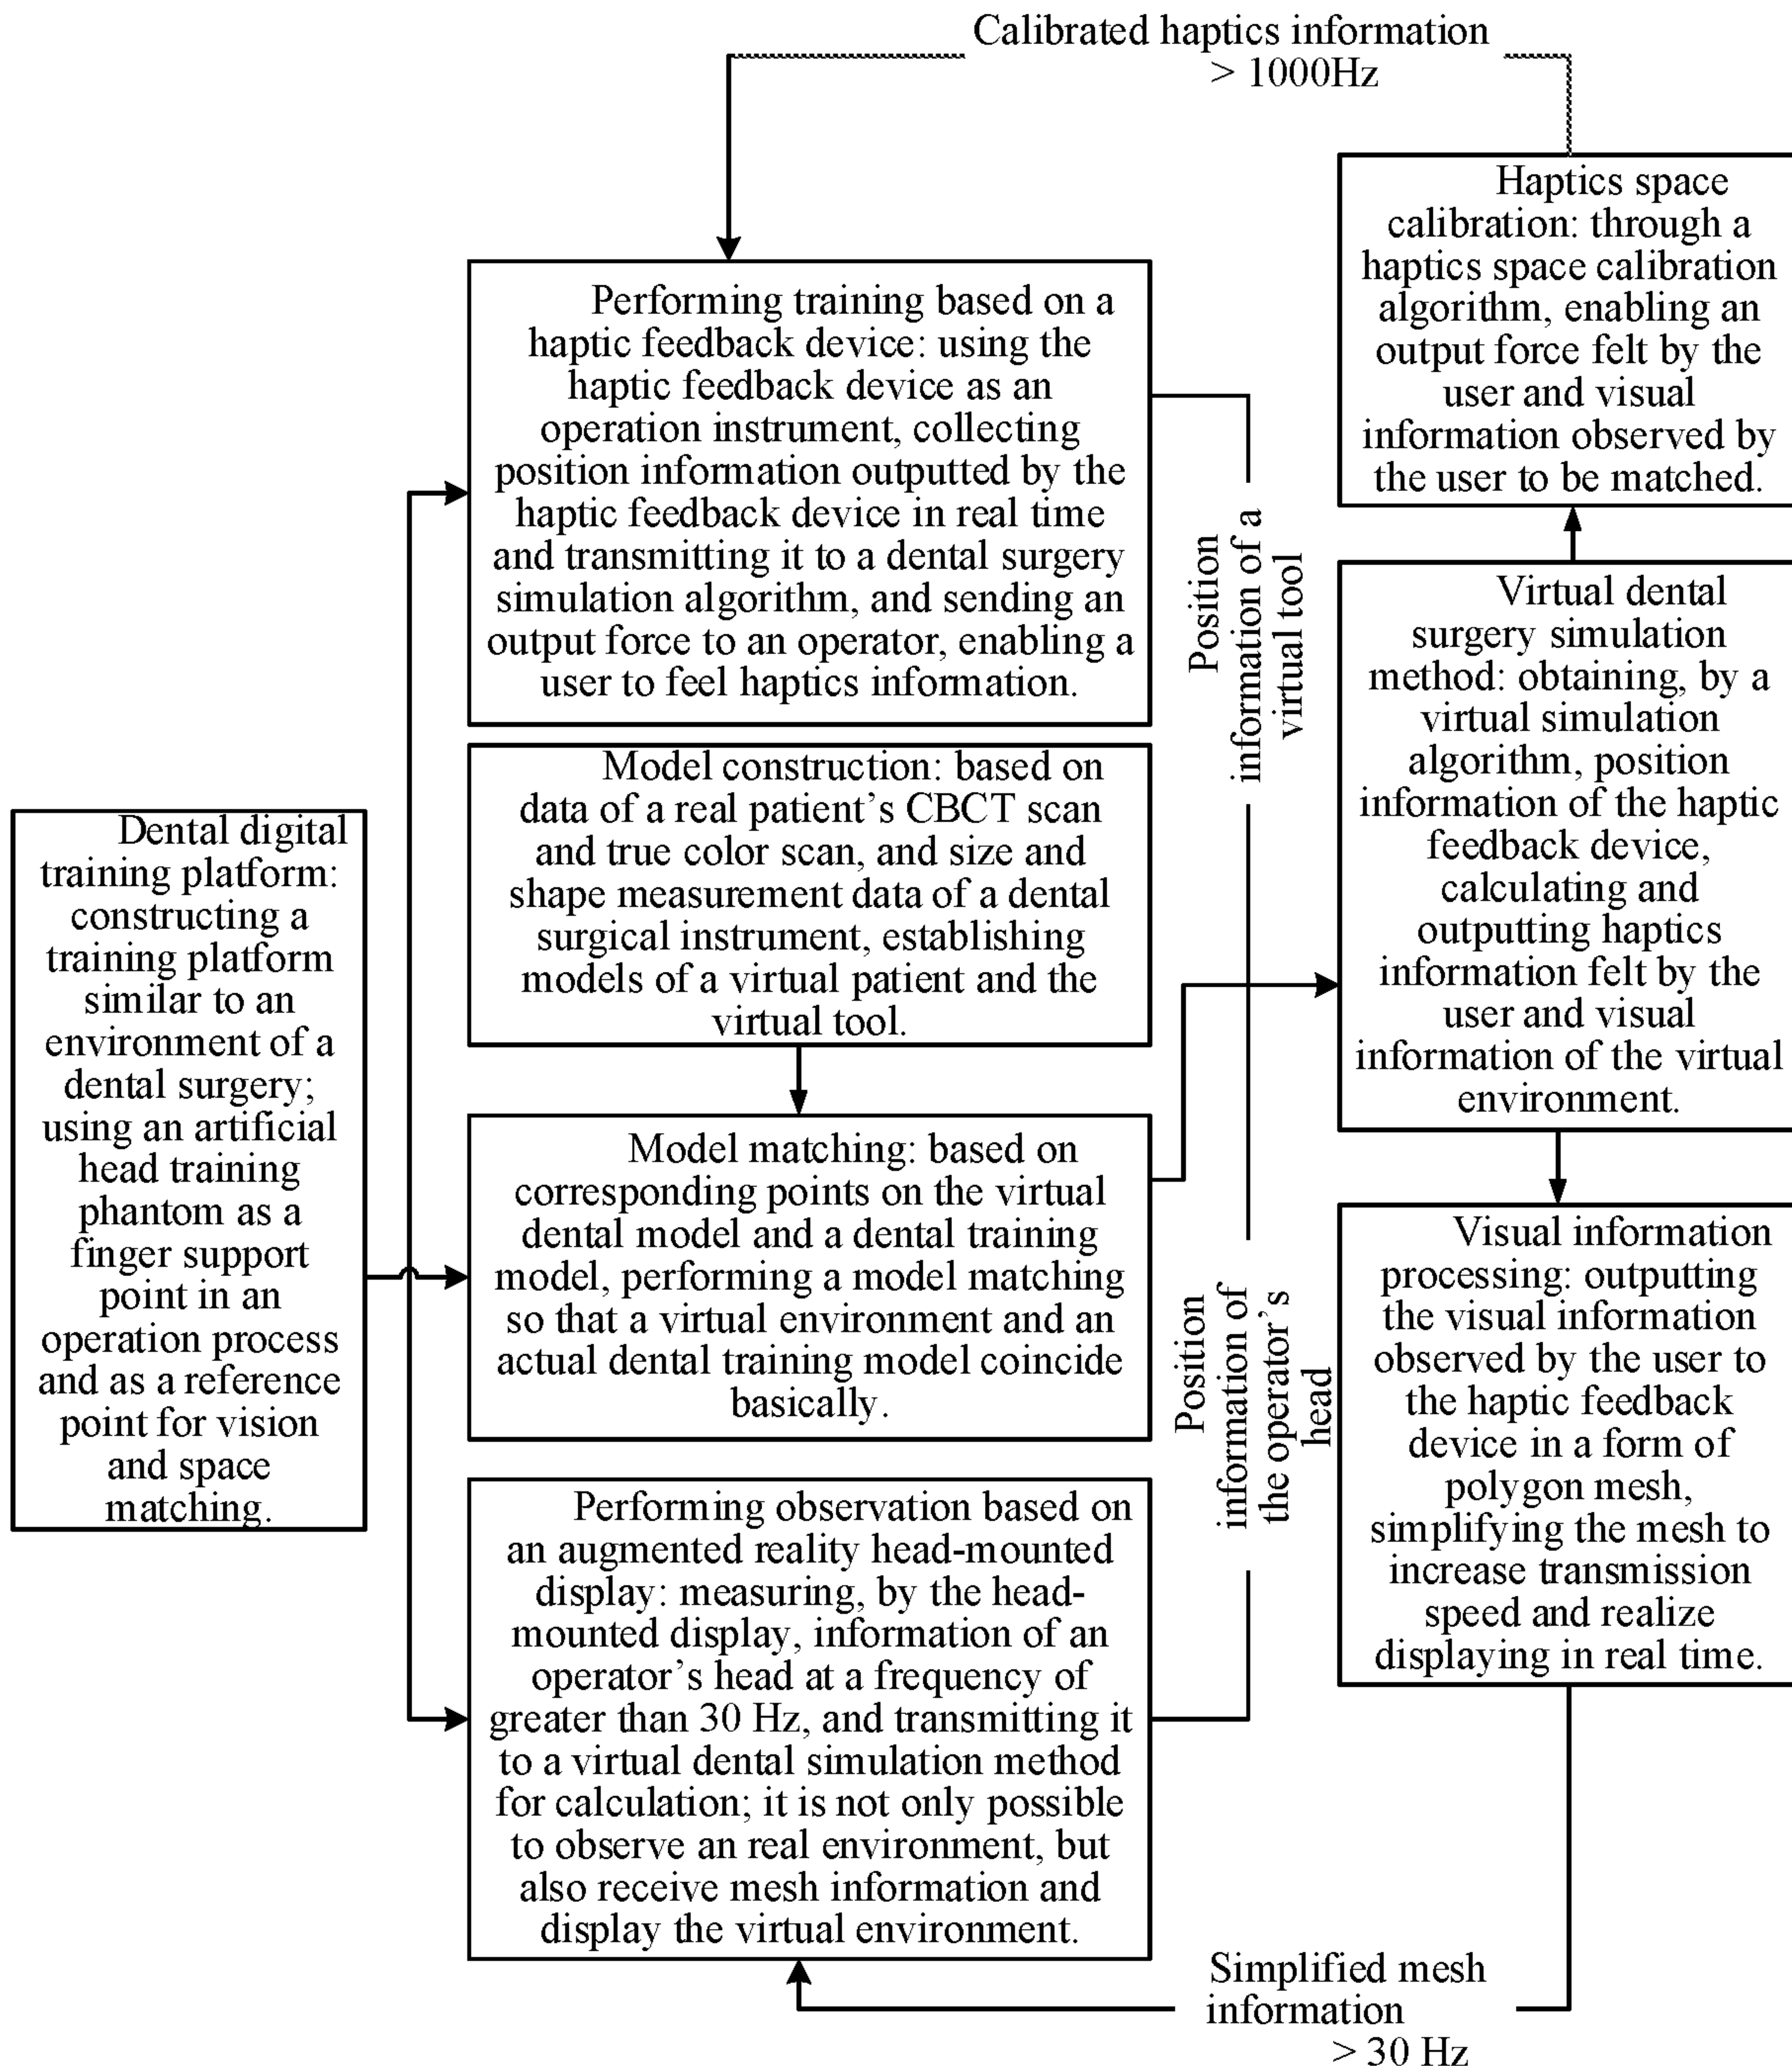 Calibrated haptics information
> 1000Hz
Dental digital
training platform:
constructing a
training platform
similar to an
environment of a
dental surgery;
using an artificial
head training
phantom as a
finger support
point in an
operation process
and as a reference
point for vision
and space
matching.
Performing training based on a
haptic feedback device: using the
haptic feedback device as an
operation instrument, collecting
position information outputted by the
haptic feedback device in real time
and transmitting it to a dental surgery
simulation algorithm, and sending an
output force to an operator, enabling a
user to feel haptics information.
Model construction: based on
data of a real patient’s CBCT scan
and true color scan, and size and
shape measurement data of a dental
surgical instrument, establishing
models of a virtual patient and the
virtual tool.
Model matching: based on
corresponding points on the virtual
dental model and a dental training
model, performing a model matching
so that a virtual environment and an
actual dental training model coincide
basically.
Performing observation based on
an augmented reality head-mounted
display: measuring, by the head-
mounted display, information of an
operator’s head at a frequency of
greater than 30 Hz, and transmitting it
to a virtual dental simulation method
for calculation; it is not only possible
to observe an real environment, but
also receive mesh information and
display the virtual environment.
Position
information of a
virtual tool
Position
information of
the operator’s
head
Haptics space
calibration: through a
haptics space calibration
algorithm, enabling an
output force felt by the
user and visual
information observed by
the user to be matched.
Virtual dental
surgery simulation
method: obtaining, by a
virtual simulation
algorithm, position
information of the haptic
feedback device,
calculating and
outputting haptics
information felt by the
user and visual
information of the virtual
environment.
Visual information
processing: outputting
the visual information
observed by the user to
the haptic feedback
device in a form of
polygon mesh,
simplifying the mesh to
increase transmission
speed and realize
displaying in real time.
Simplified mesh
information
> 30 Hz